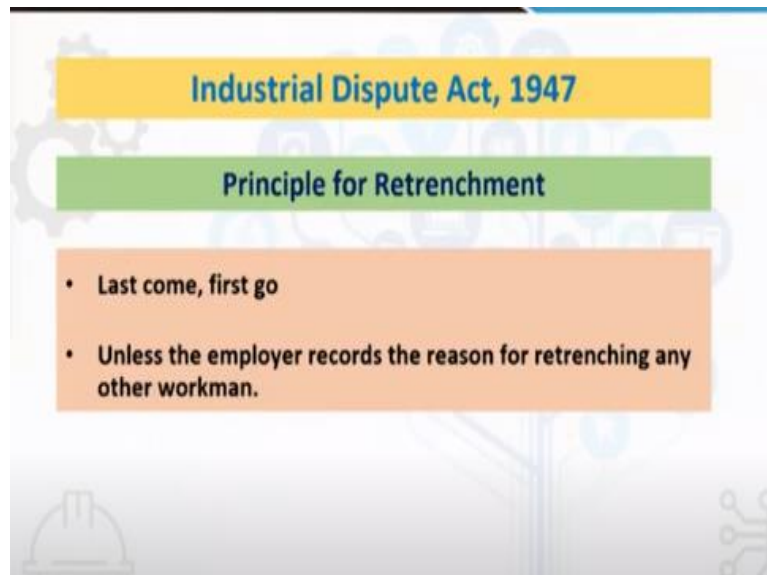 Industrial Dispute Act, 1947
Principle for Retrenchment
• Last come, first go
• Unless the employer records the reason for retrenching any
other workman.